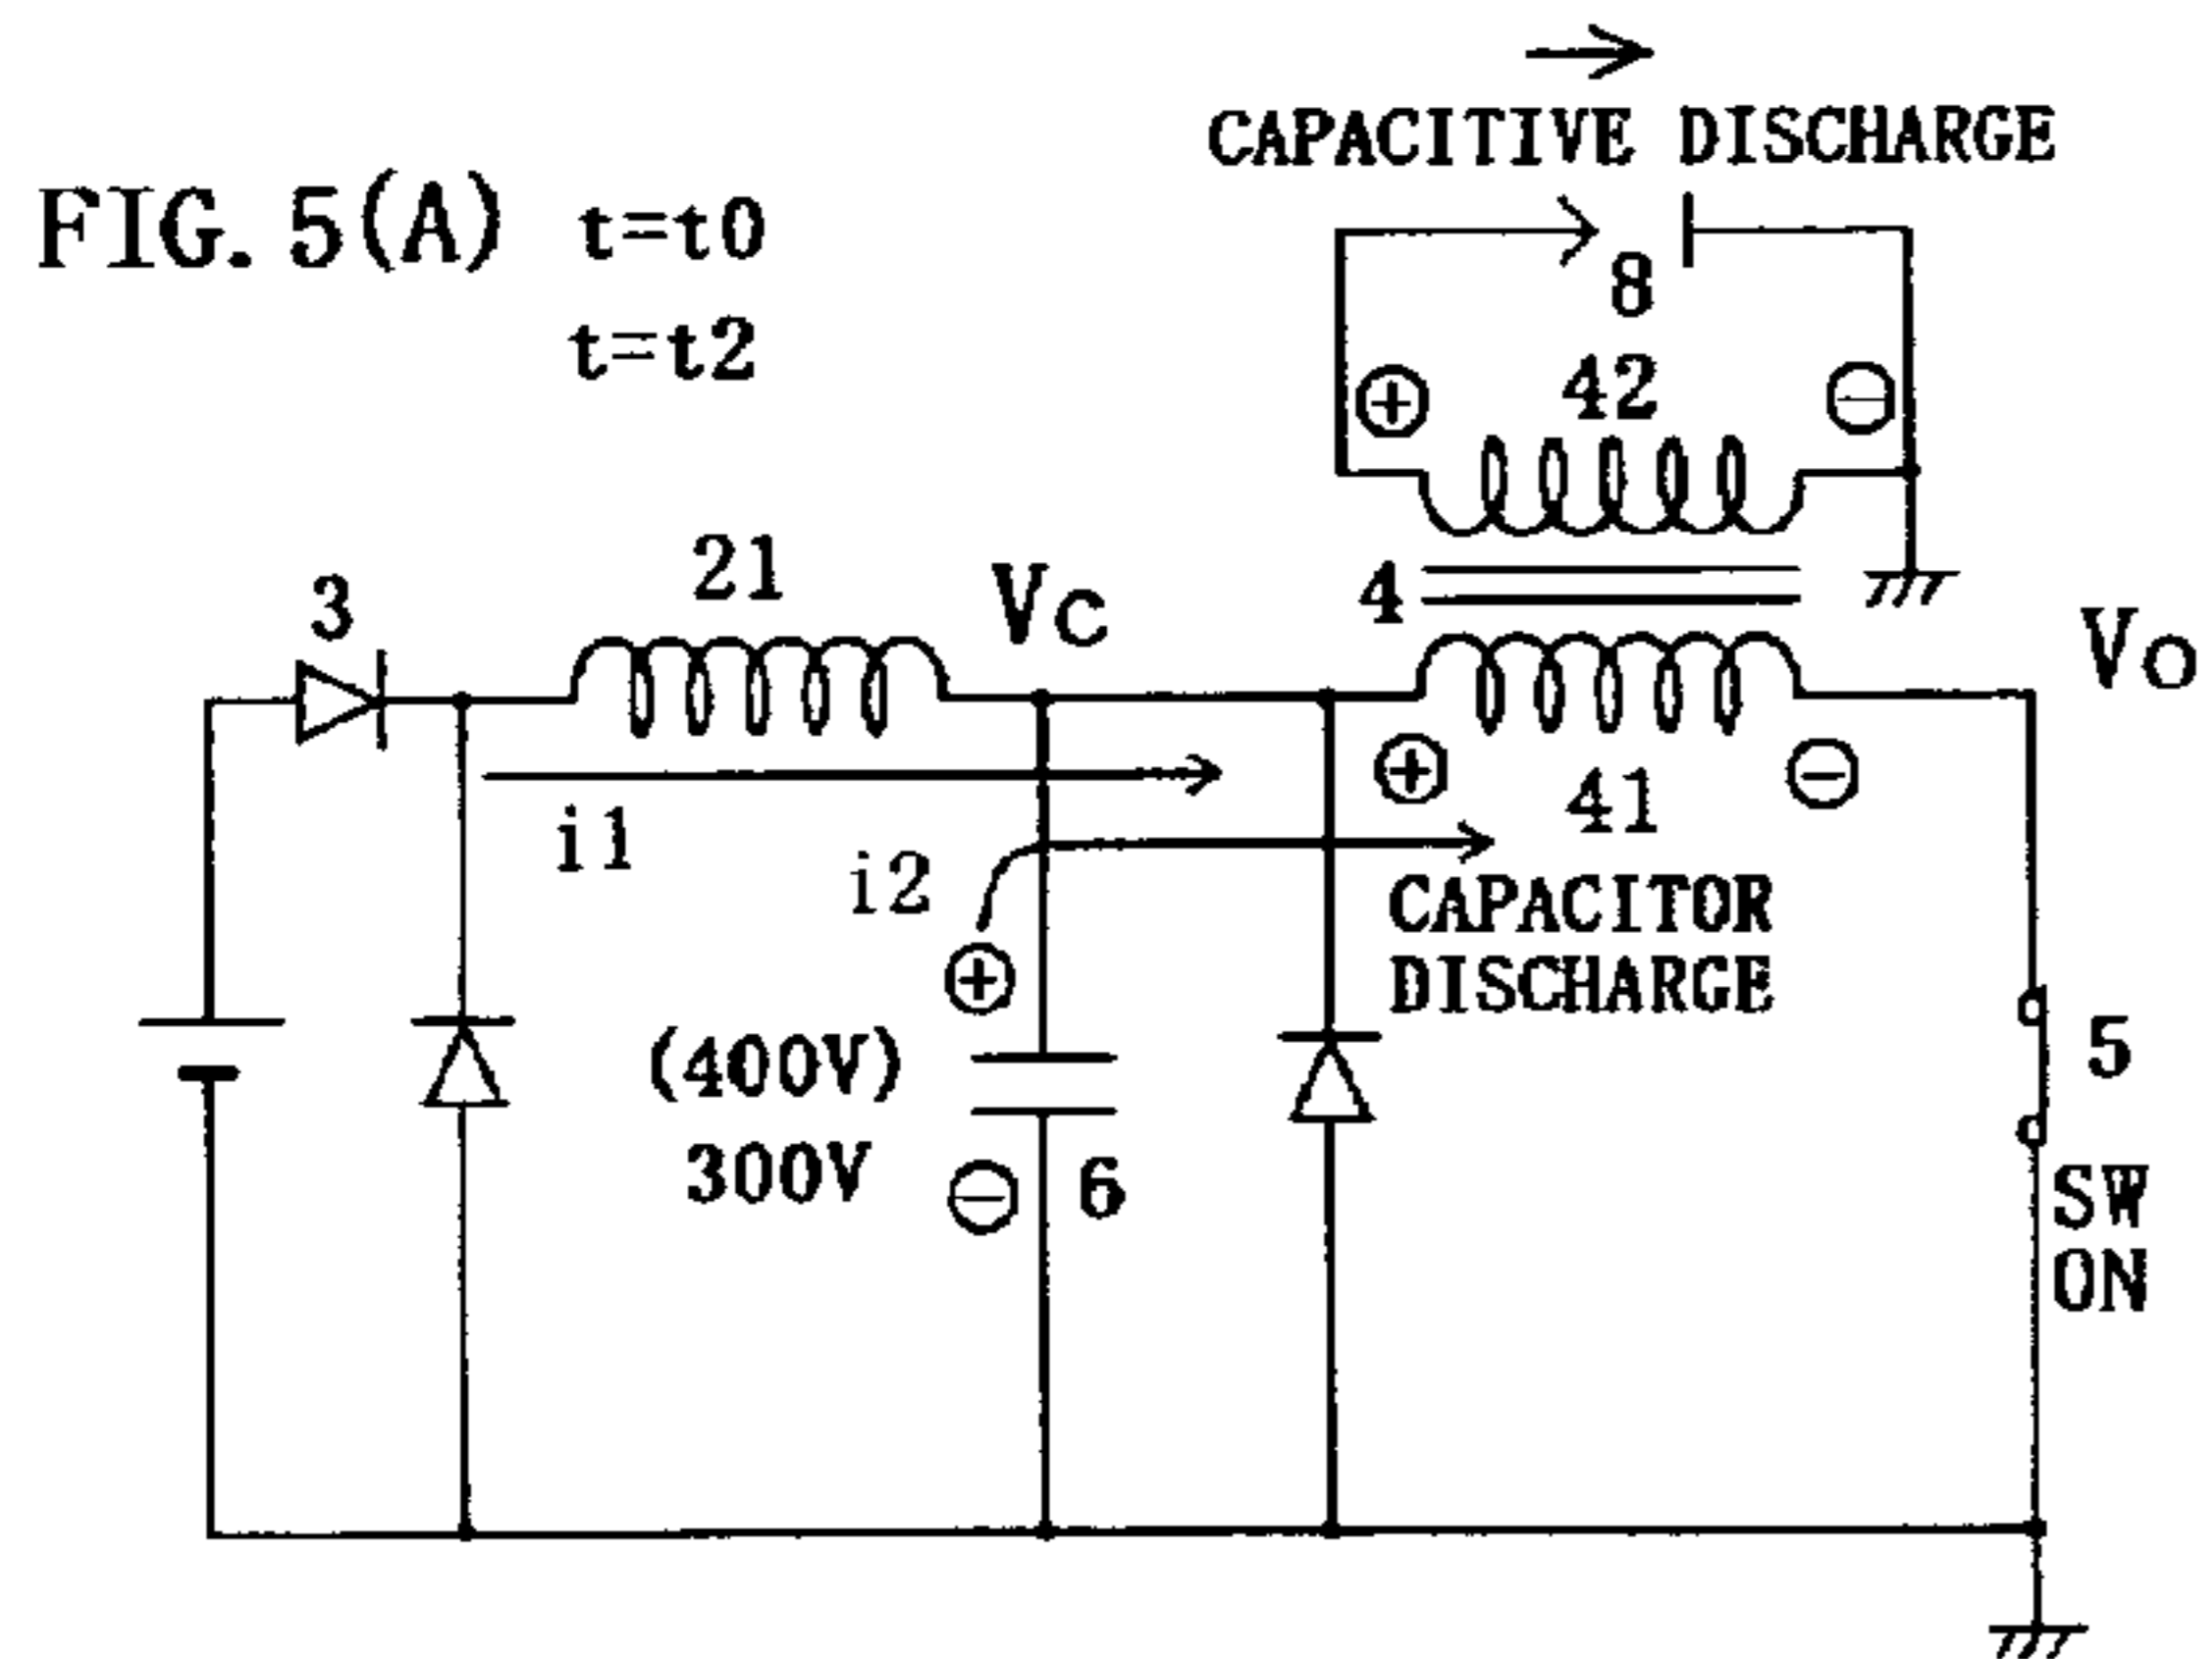 CAPACITIVE DISCHARGE
FIG. 5(A) t=t0
t=t2
8
42
⊕ ⊖
21
3
VC
4
VO
⊕ 41 ⊖
i1
i2
CAPACITOR
DISCHARGE
⊕
(400V)
300V
⊖ 6
5
SW
ON